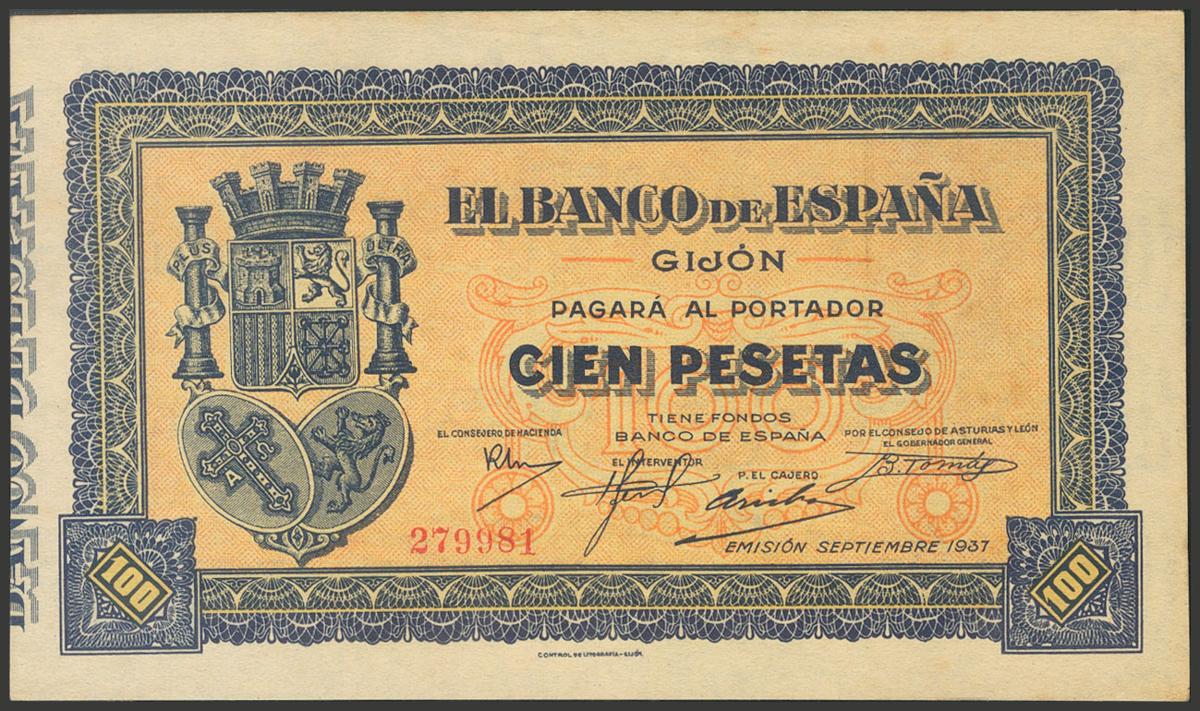 PLUS ULTRA
EL BANCO DE ESPAÑA
GIJÓN
PAGARÁ AL PORTADOR
CIEN PESETAS
TIENE FONDOS
BANCO DE ESPAÑA
EL CONSEJERO DE HACIENDA
POR EL CONSEJO DE ASTURIAS Y LEÓN
EL GOBERNADOR GENERAL
EL INTERVENTOR
P. EL CAJERO
B. Tomás
A
279981
EMISIÓN SEPTIEMBRE 1937
100
100
CONTROL DE LITOGRAFÍA-GIJÓN.